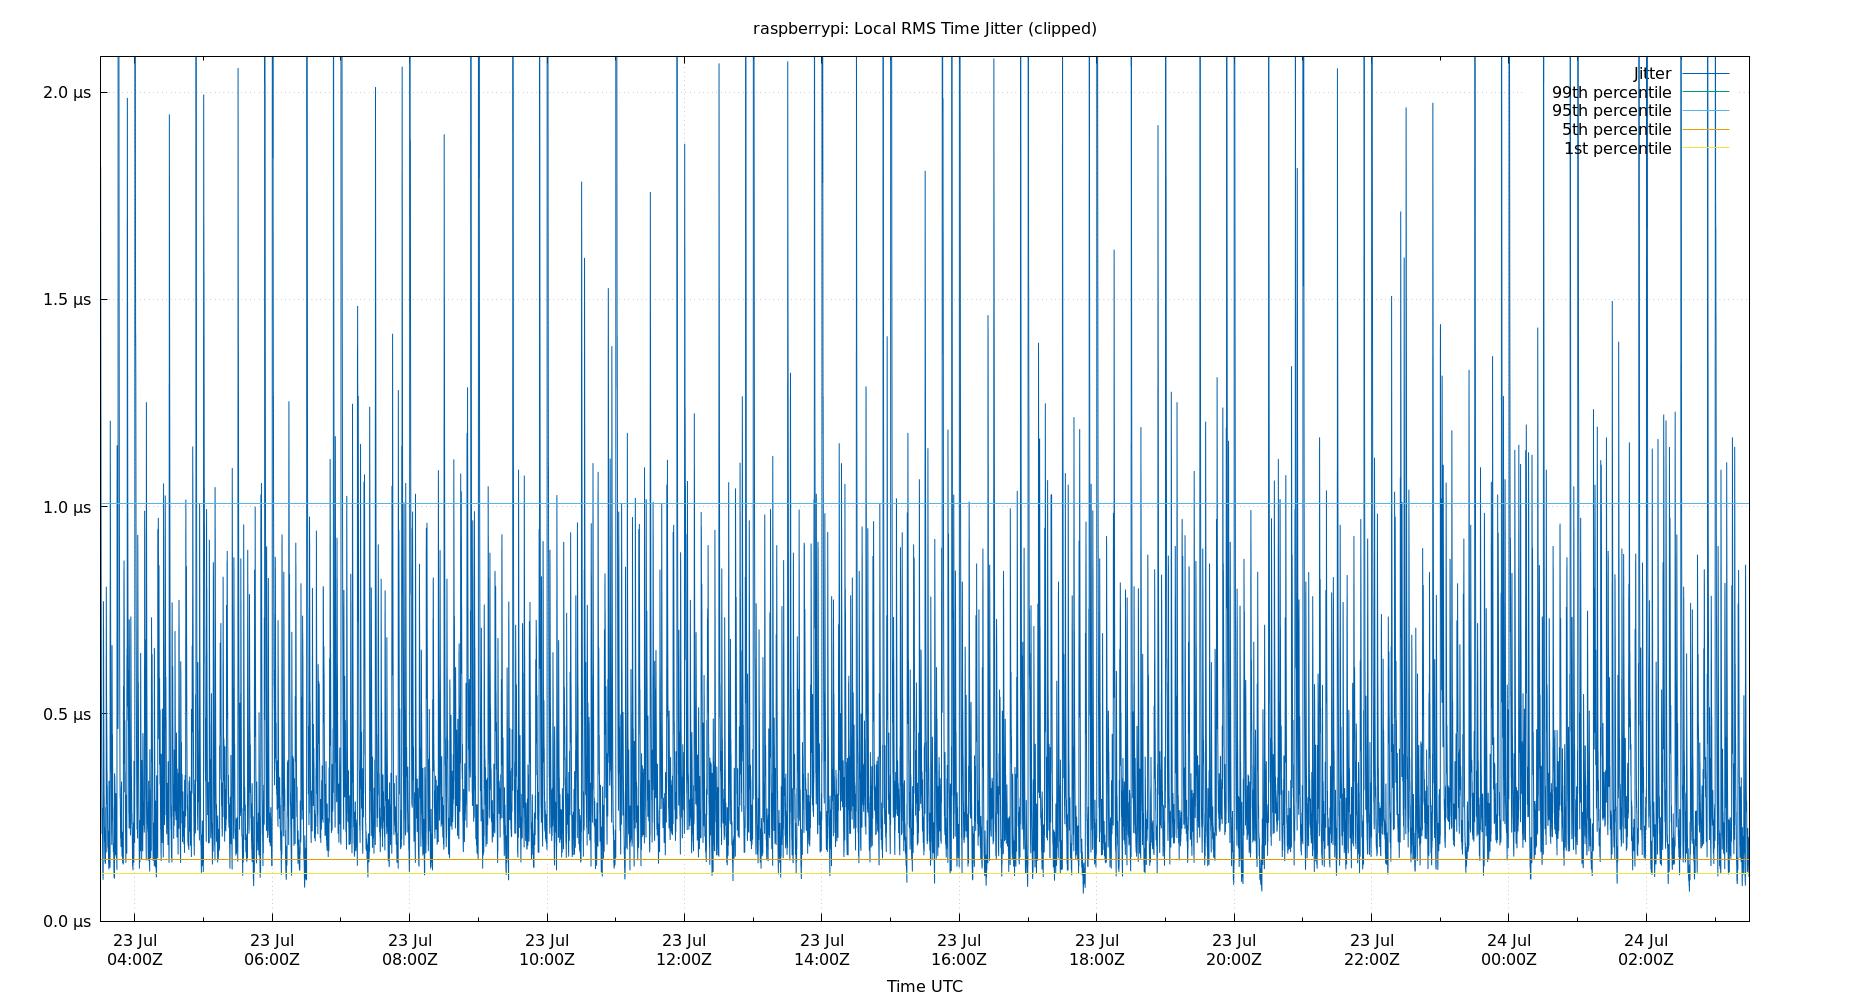 raspberrypi: Local RMS Time Jitter (clipped)
Jitter
99th percentile
95th percentile
5th percentile
1st percentile
2.0 µs
1.5 µs
1.0 µs
0.5 µs
0.0 µs
23 Jul 23 Jul 23 Jul 23 Jul 23 Jul 23 Jul 23 Jul 23 Jul 23 Jul 23 Jul 24 Jul 24 Jul
04:00Z 06:00Z 08:00Z 10:00Z 12:00Z 14:00Z 16:00Z 18:00Z 20:00Z 22:00Z 00:00Z 02:00Z
Time UTC